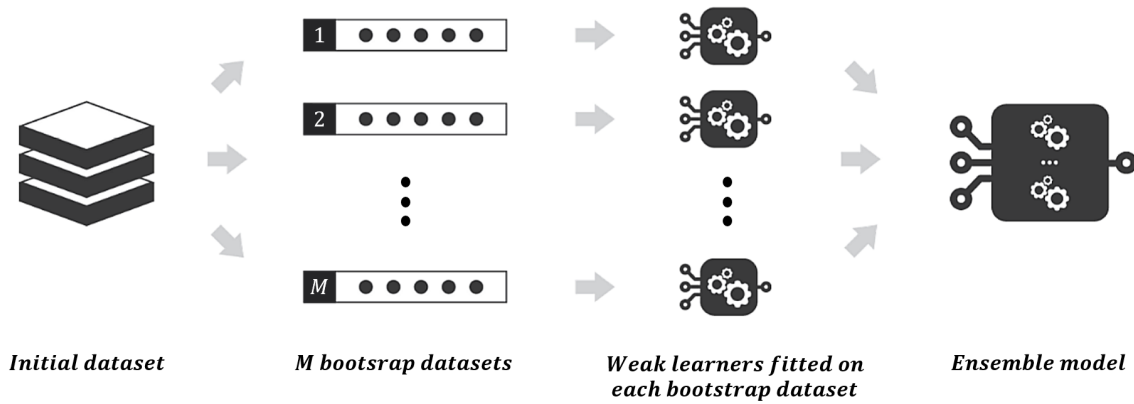 1
2
M
Initial dataset
M bootsrap datasets
Weak learners fitted on
each bootstrap dataset
Ensemble model